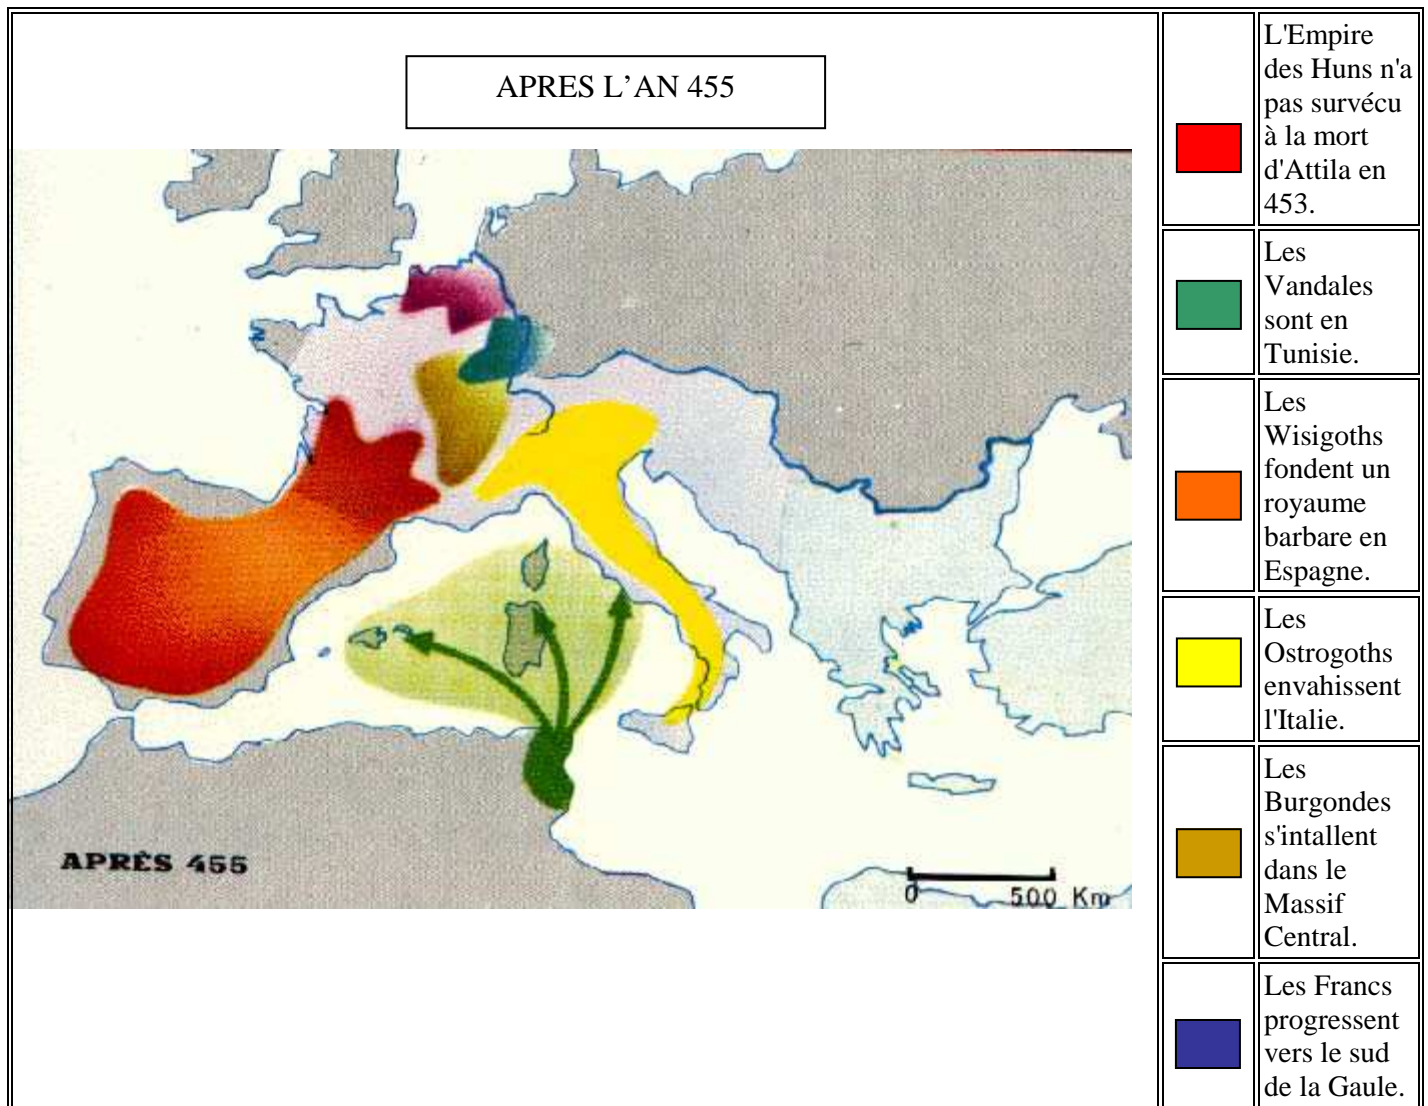 APRES L’AN 455
APRÈS 455
0 500 Km
L'Empire
des Huns n'a
pas survécu
à la mort
d'Attila en
453.
Les
Vandales
sont en
Tunisie.
Les
Wisigoths
fondent un
royaume
barbare en
Espagne.
Les
Ostrogoths
envahissent
l'Italie.
Les
Burgondes
s'intallent
dans le
Massif
Central.
Les Francs
progressent
vers le sud
de la Gaule.